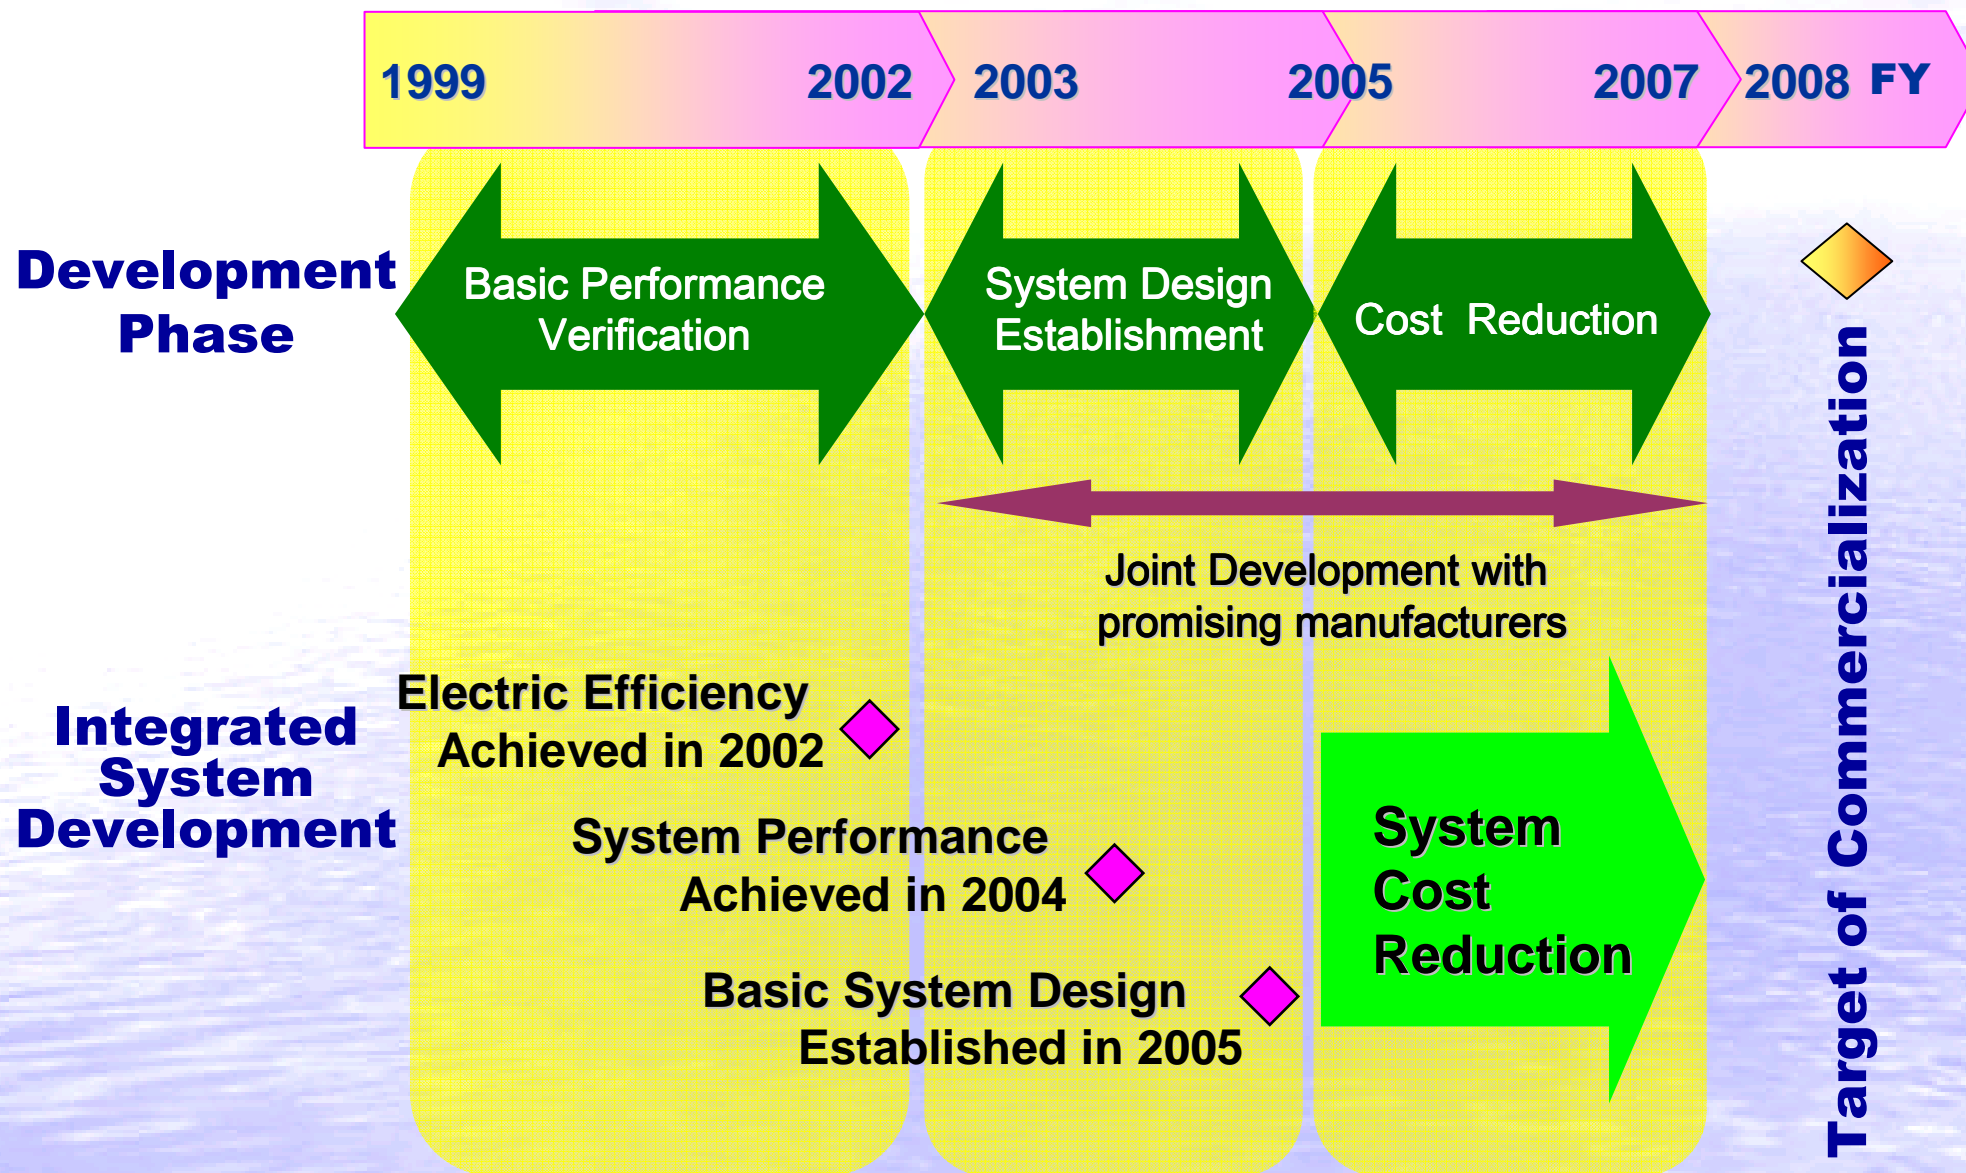 1999 2002 2003 2005 2007 2008 FY
Development
Phase
Basic Performance
Verification
System Design
Establishment
Cost Reduction
Joint Development with
promising manufacturers
Integrated
System
Development
Electric Efficiency
Achieved in 2002
System Performance
Achieved in 2004
Basic System Design
Established in 2005
System
Cost
Reduction
Target of Commercialization